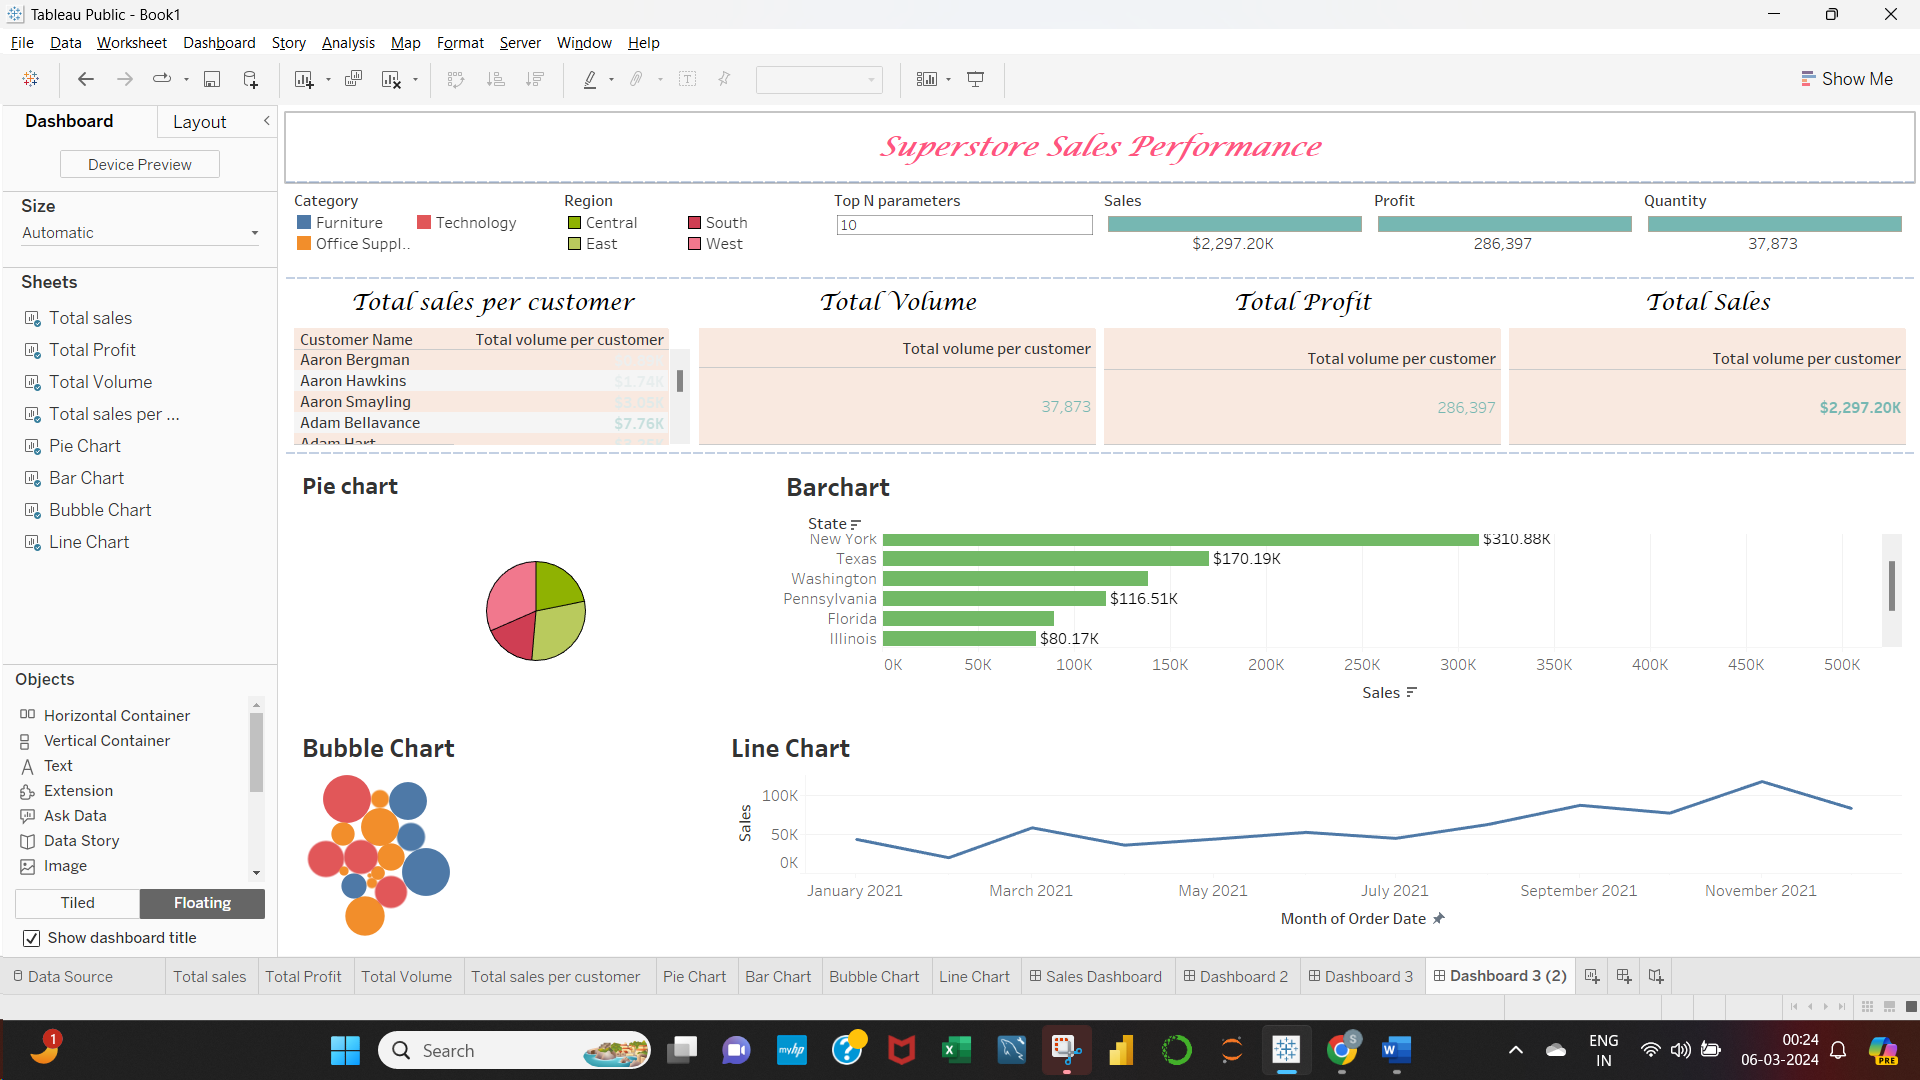 Tableau Public - Book1
File Data Worksheet Dashboard Story Analysis Map Format Server Window Help
Show Me
Dashboard Layout
Device Preview
Size
Automatic
Sheets
Total sales
Total Profit
Total Volume
Total sales per ...
Pie Chart
Bar Chart
Bubble Chart
Line Chart
Objects
Horizontal Container
Vertical Container
Text
Extension
Ask Data
Data Story
Image
Tiled Floating
Show dashboard title
Superstore Sales Performance
Category
Furniture Technology
Office Suppl..
Region
Central South
East West
Top N parameters
10
Sales
$2,297.20K
Profit
286,397
Quantity
37,873
Total sales per customer
Customer Name Total volume per customer
Aaron Bergman
Aaron Hawkins $1.74K
Aaron Smayling $3.05K
Adam Bellavance $7.76K
Adam Hart
Total Volume
Total volume per customer
37,873
Total Profit
Total volume per customer
286,397
Total Sales
Total volume per customer
$2,297.20K
Pie chart
Barchart
State
New York $310.88K
Texas $170.19K
Washington
Pennsylvania $116.51K
Florida
Illinois $80.17K
0K 50K 100K 150K 200K 250K 300K 350K 400K 450K 500K
Sales
Bubble Chart
Line Chart
Sales
100K
50K
0K
January 2021 March 2021 May 2021 July 2021 September 2021 November 2021
Month of Order Date
Data Source Total sales Total Profit Total Volume Total sales per customer Pie Chart Bar Chart Bubble Chart Line Chart Sales Dashboard Dashboard 2 Dashboard 3 Dashboard 3 (2)
1
Search
myhp
?
S
ENG
IN
00:24
06-03-2024
PRE